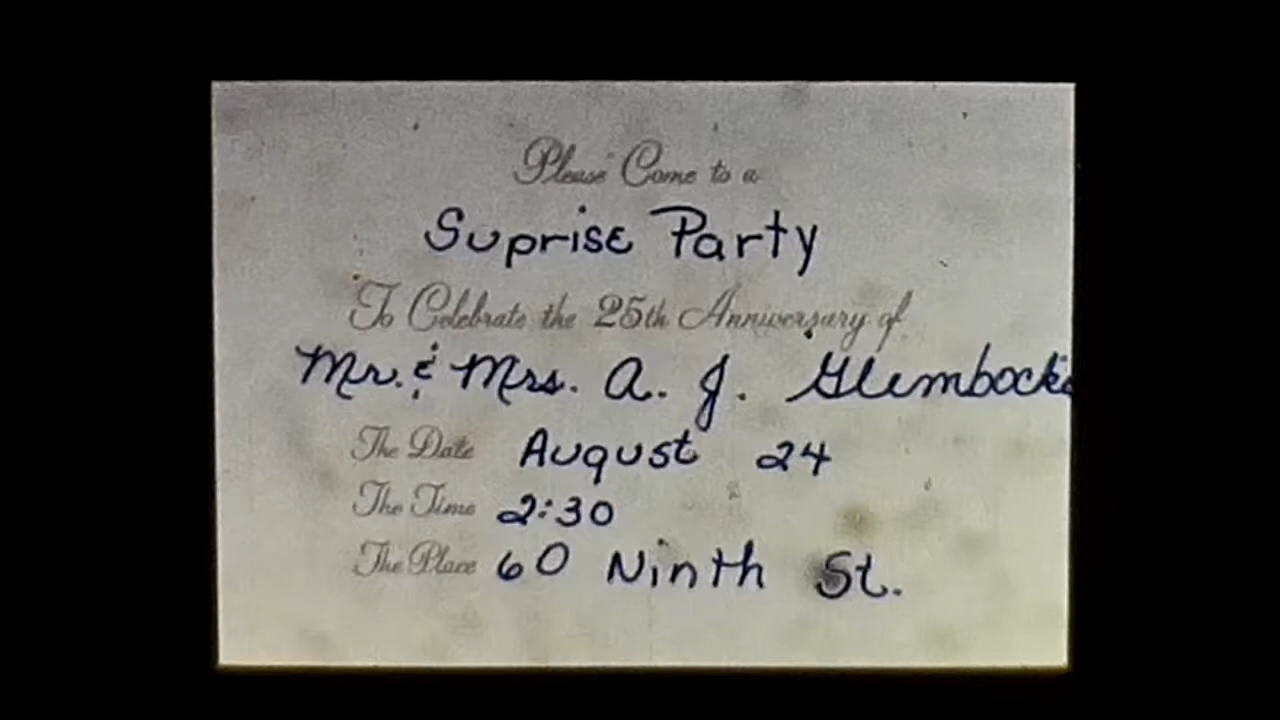 Please Come to a
Suprise Party
To Celebrate the 25th Anniversary of
Mr. & Mrs. A. J. Glembocki
The Date August 24
The Time 2:30
The Place 60 Ninth St.